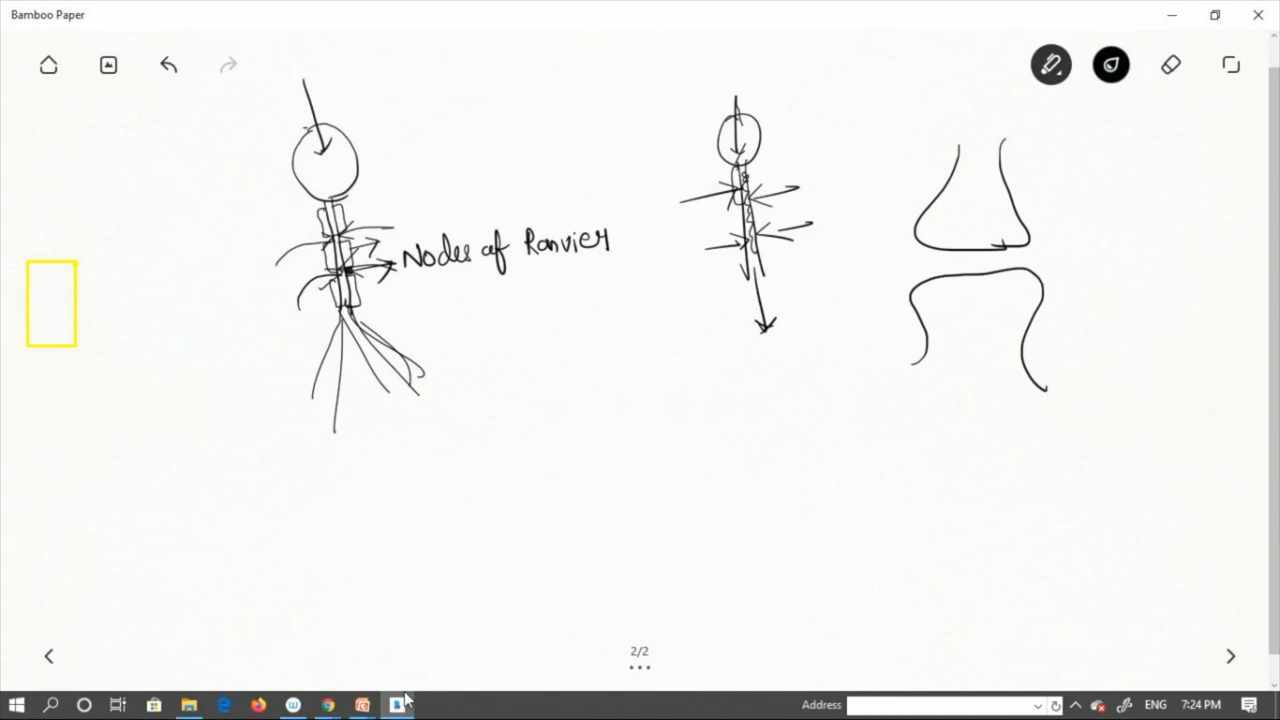 Bamboo Paper
Nodes of Ranvier
2/2
Address
ENG
7:24 PM